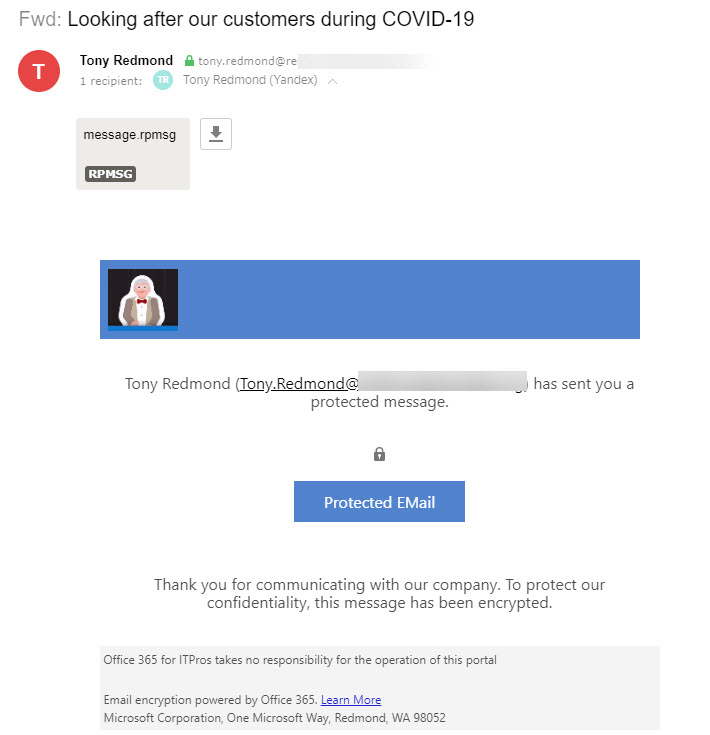 Fwd: Looking after our customers during COVID-19
T
Tony Redmond tony.redmond@re
1 recipient: TR Tony Redmond (Yandex)
message.rpmsg
RPMSG
Tony Redmond (Tony.Redmond@ ) has sent you a
protected message.
Protected EMail
Thank you for communicating with our company. To protect our
confidentiality, this message has been encrypted.
Office 365 for ITPros takes no responsibility for the operation of this portal
Email encryption powered by Office 365. Learn More
Microsoft Corporation, One Microsoft Way, Redmond, WA 98052